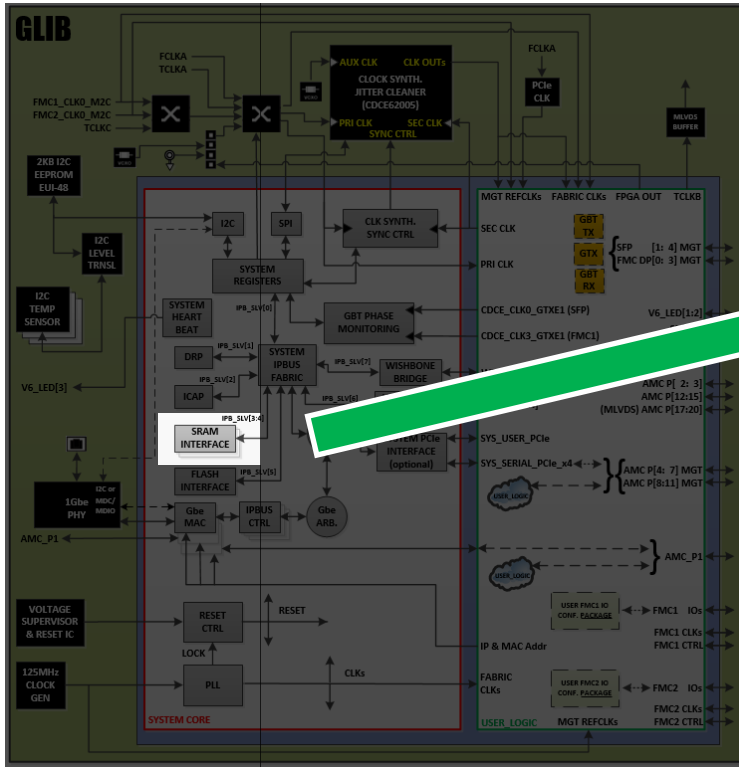 GLIB
FCLKA
TCLKA
FMC1_CLK0_M2C
FMC2_CLK0_M2C
TCLKC
AUX CLK
CLK OUTs
CLOCK SYNTH.
JITTER CLEANER
(CDCE62005)
PRI CLK
SEC CLK
SYNC CTRL
FCLKA
PCIe
CLK
MLVDS
BUFFER
2KB I2C
EEPROM
EUI-48
I2C
LEVEL
TRNSL
I2C
TEMP
SENSOR
V6_LED[3]
I2C
SPI
CLK SYNTH.
SYNC CTRL
SYSTEM
REGISTERS
IPB_SLV[0]
SYSTEM
HEART
BEAT
GBT PHASE
MONITORING
DRP
IPB_SLV[1]
SYSTEM
IPBUS
FABRIC
IPB_SLV[7]
WISHBONE
BRIDGE
ICAP
IPB_SLV[2]
IPB_SLV[6]
IPB_SLV[3:4]
SRAM
INTERFACE
PCIe
INTERFACE
(optional)
FLASH
INTERFACE
IPB_SLV[5]
1Gbe
PHY
I2C or
MDC/
MDIO
Gbe
MAC
IPBUS
CTRL
Gbe
ARB.
AMC_P1
VOLTAGE
SUPERVISOR
& RESET IC
RESET
CTRL
RESET
LOCK
125MHz
CLOCK
GEN
PLL
CLKs
SYSTEM CORE
MGT REFCLKs
FABRIC CLKs
FPGA OUT
TCLKB
SEC CLK
PRI CLK
GBT
TX
GTX
GBT
RX
SFP [1: 4] MGT
FMC DP[0: 3] MGT
CDCE_CLK0_GTXE1 (SFP)
V6_LED[1:2]
CDCE_CLK3_GTXE1 (FMC1)
AMC P[ 2: 3]
AMC P[12:15]
(MLVDS) AMC P[17:20]
SYS_USER_PCIe
SYS_SERIAL_PCIe_x4
USER_LOGIC
AMC P[4: 7] MGT
AMC P[8:11] MGT
USER_LOGIC
AMC_P1
USER FMC1 IO
CONF. PACKAGE
FMC1 IOs
FMC1 CLKs
FMC1 CTRL
IP & MAC Addr
FABRIC
CLKs
USER FMC2 IO
CONF. PACKAGE
FMC2 IOs
FMC2 CLKs
FMC2 CTRL
USER_LOGIC
MGT REFCLKs